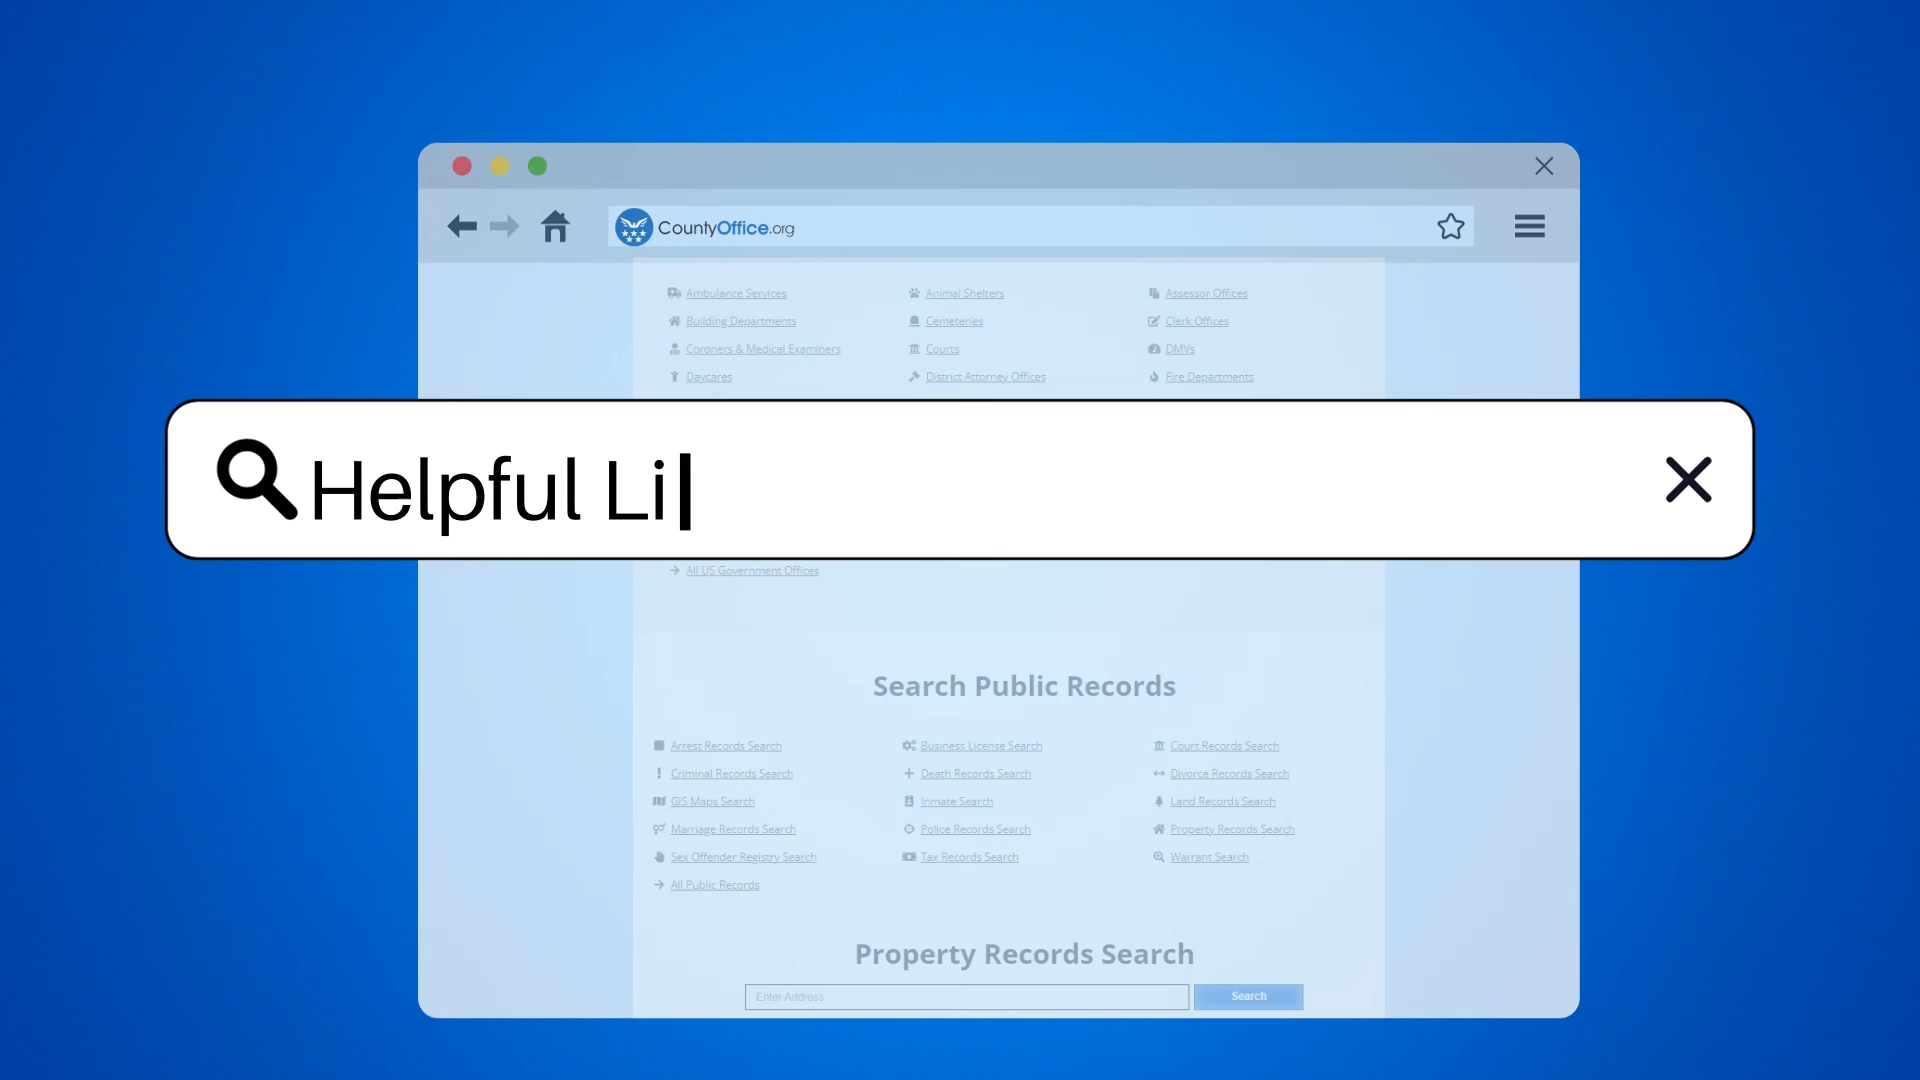 CountyOffice.org
Ambulance Services Animal Shelters Assessor Offices
Building Departments Cemeteries Clerk Offices
Coroners & Medical Examiners Courts DMVs
Daycares District Attorney Offices Fire Departments
Helpful Li
All US Government Offices
Search Public Records
Arrest Records Search Business License Search Court Records Search
Criminal Records Search Death Records Search Divorce Records Search
GIS Maps Search Inmate Search Land Records Search
Marriage Records Search Police Records Search Property Records Search
Sex Offender Registry Search Tax Records Search Warrant Search
All Public Records
Property Records Search
Enter Address Search